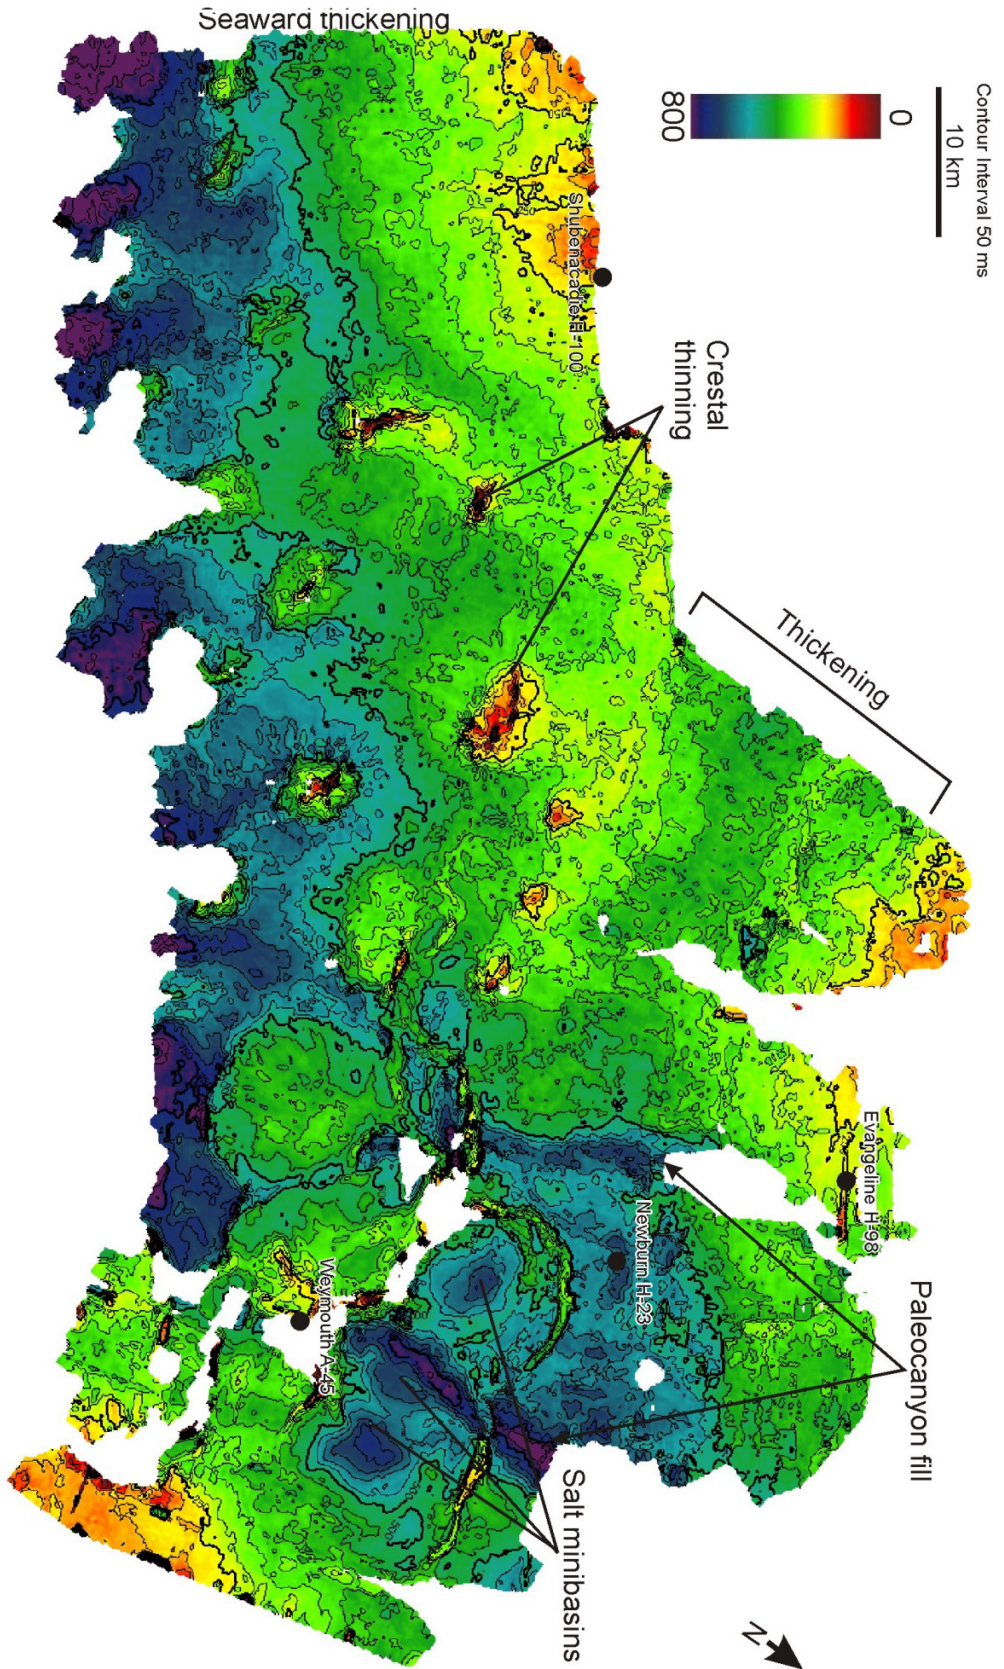 Seaward thickening
Contour Interval 50 ms
10 km
0
800
Shubenacadie H-100
Crestal
thinning
Thickening
Evangeline H-98
Newburn H-23
Weymouth A-45
Paleocanyon fill
Salt minibasins
N